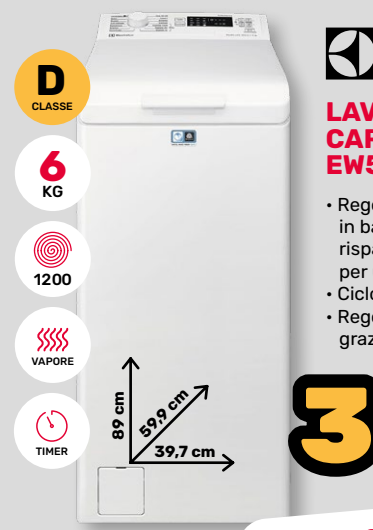 D
CLASSE
6
KG
1200
VAPORE
TIMER
89 cm
59,9 cm
39,7 cm
LAV
CAR
EW5
• Rego
in ba
rispa
per
• Ciclo
• Rego
graz
3